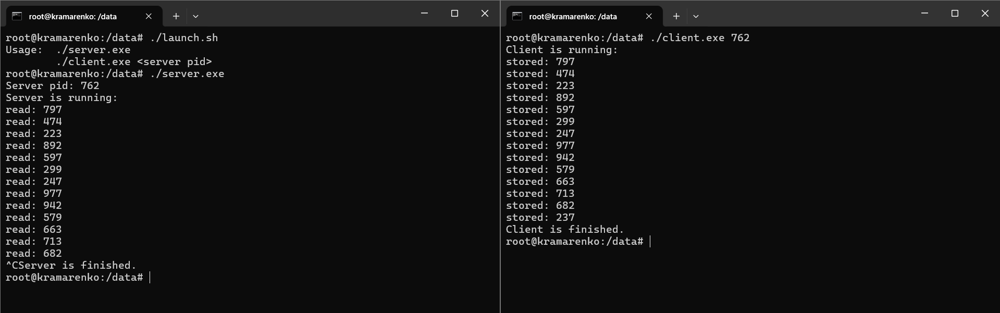 root@kramarenko: /data
root@kramarenko:/data# ./launch.sh
Usage:  ./server.exe
        ./client.exe <server pid>
root@kramarenko:/data# ./server.exe
Server pid: 762
Server is running:
read: 797
read: 474
read: 223
read: 892
read: 597
read: 299
read: 247
read: 977
read: 942
read: 579
read: 663
read: 713
read: 682
^CServer is finished.
root@kramarenko:/data#
root@kramarenko: /data
root@kramarenko:/data# ./client.exe 762
Client is running:
stored: 797
stored: 474
stored: 223
stored: 892
stored: 597
stored: 299
stored: 247
stored: 977
stored: 942
stored: 579
stored: 663
stored: 713
stored: 682
stored: 237
Client is finished.
root@kramarenko:/data#